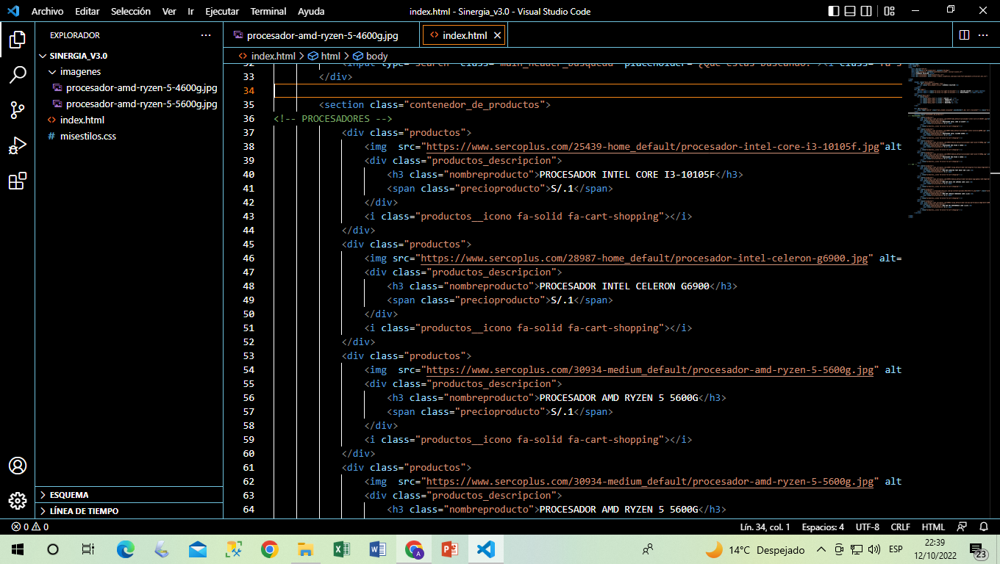 Archivo Editar Selección Ver Ir Ejecutar Terminal Ayuda
index.html - Sinergia_v3.0 - Visual Studio Code
EXPLORADOR
SINERGIA_V3.0
imagenes
procesador-amd-ryzen-5-4600g.jpg
procesador-amd-ryzen-5-5600g.jpg
index.html
# misestilos.css
ESQUEMA
LÍNEA DE TIEMPO
procesador-amd-ryzen-5-4600g.jpg
index.html
index.html > html > body
33 </div>
34
35 <section class="contenedor_de_productos">
36 <!-- PROCESADORES -->
37 <div class="productos">
38 <img  src="https://www.sercoplus.com/25439-home_default/procesador-intel-core-i3-10105f.jpg"alt
39 <div class="productos_descripcion">
40 <h3 class="nombreproducto">PROCESADOR INTEL CORE I3-10105F</h3>
41 <span class="precioproducto">S/.1</span>
42 </div>
43 <i class="productos__icono fa-solid fa-cart-shopping"></i>
44 </div>
45 <div class="productos">
46 <img src="https://www.sercoplus.com/28987-home_default/procesador-intel-celeron-g6900.jpg" alt=
47 <div class="productos_descripcion">
48 <h3 class="nombreproducto">PROCESADOR INTEL CELERON G6900</h3>
49 <span class="precioproducto">S/.1</span>
50 </div>
51 <i class="productos__icono fa-solid fa-cart-shopping"></i>
52 </div>
53 <div class="productos">
54 <img  src="https://www.sercoplus.com/30934-medium_default/procesador-amd-ryzen-5-5600g.jpg" alt
55 <div class="productos_descripcion">
56 <h3 class="nombreproducto">PROCESADOR AMD RYZEN 5 5600G</h3>
57 <span class="precioproducto">S/.1</span>
58 </div>
59 <i class="productos__icono fa-solid fa-cart-shopping"></i>
60 </div>
61 <div class="productos">
62 <img  src="https://www.sercoplus.com/30934-medium_default/procesador-amd-ryzen-5-5600g.jpg" alt
63 <div class="productos_descripcion">
64 <h3 class="nombreproducto">PROCESADOR AMD RYZEN 5 5600G</h3>
0 0
Lín. 34, col. 1 Espacios: 4 UTF-8 CRLF HTML
14°C Despejado
ESP
22:39
12/10/2022
23